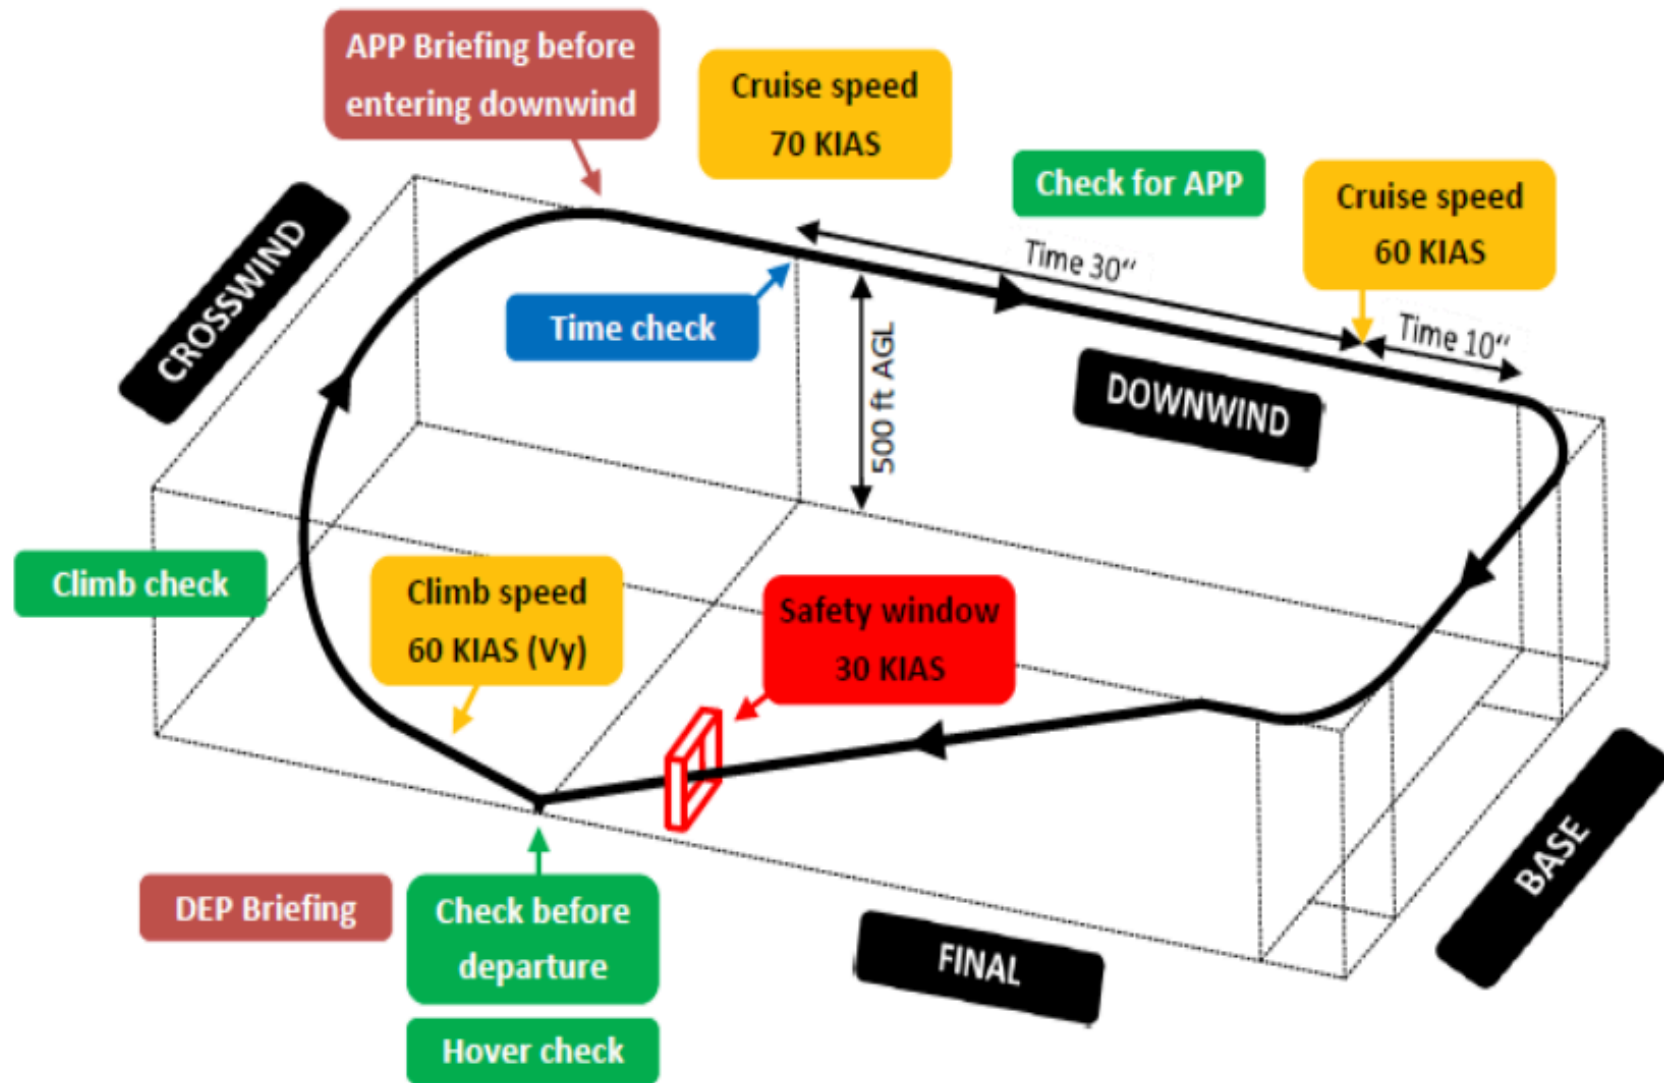 APP Briefing before
entering downwind
Cruise speed
70 KIAS
Check for APP
Cruise speed
60 KIAS
CROSSWIND
Time 30“
Time check
Time 10“
500 ft AGL
DOWNWIND
Climb check
Climb speed
60 KIAS (Vy)
Safety window
30 KIAS
BASE
DEP Briefing
Check before
departure
FINAL
Hover check